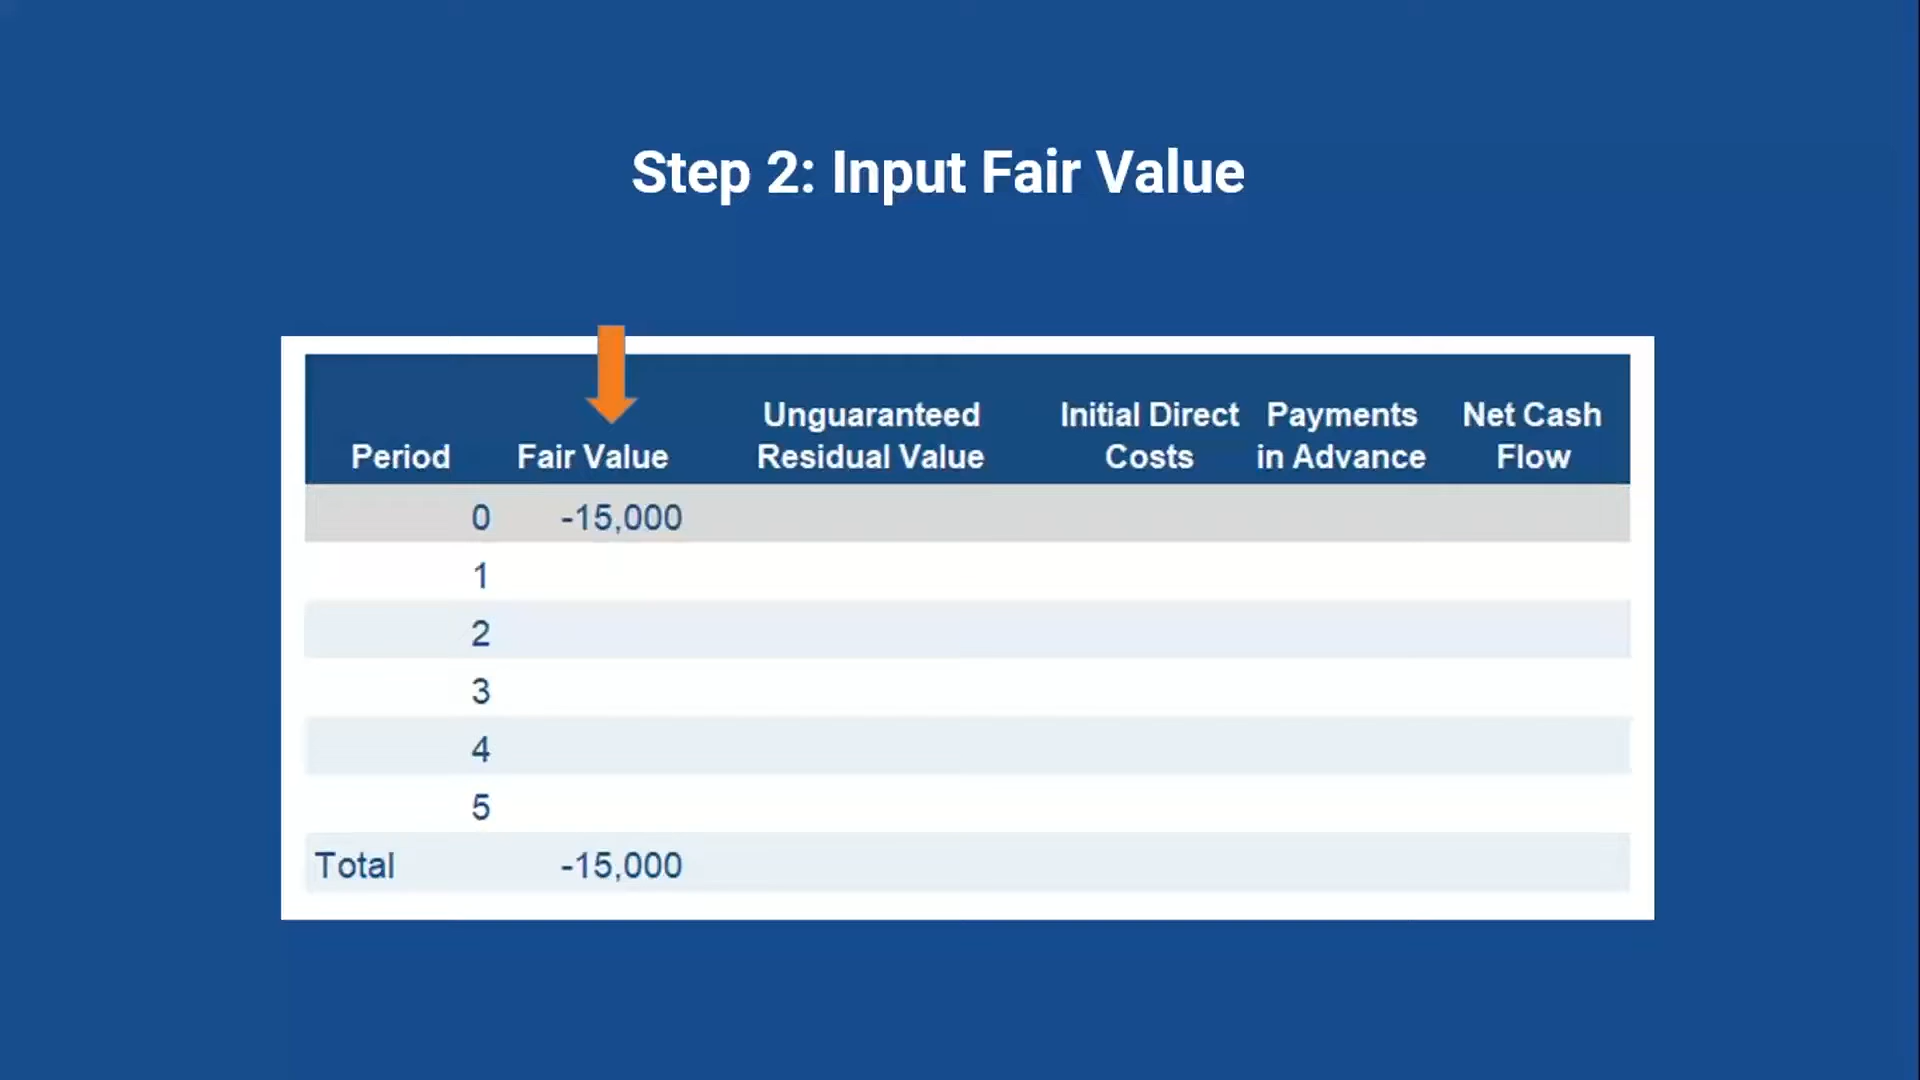 Step 2: Input Fair Value
Unguaranteed Initial Direct Payments Net Cash
Period Fair Value Residual Value Costs in Advance Flow
0 -15,000
1
2
3
4
5
Total -15,000